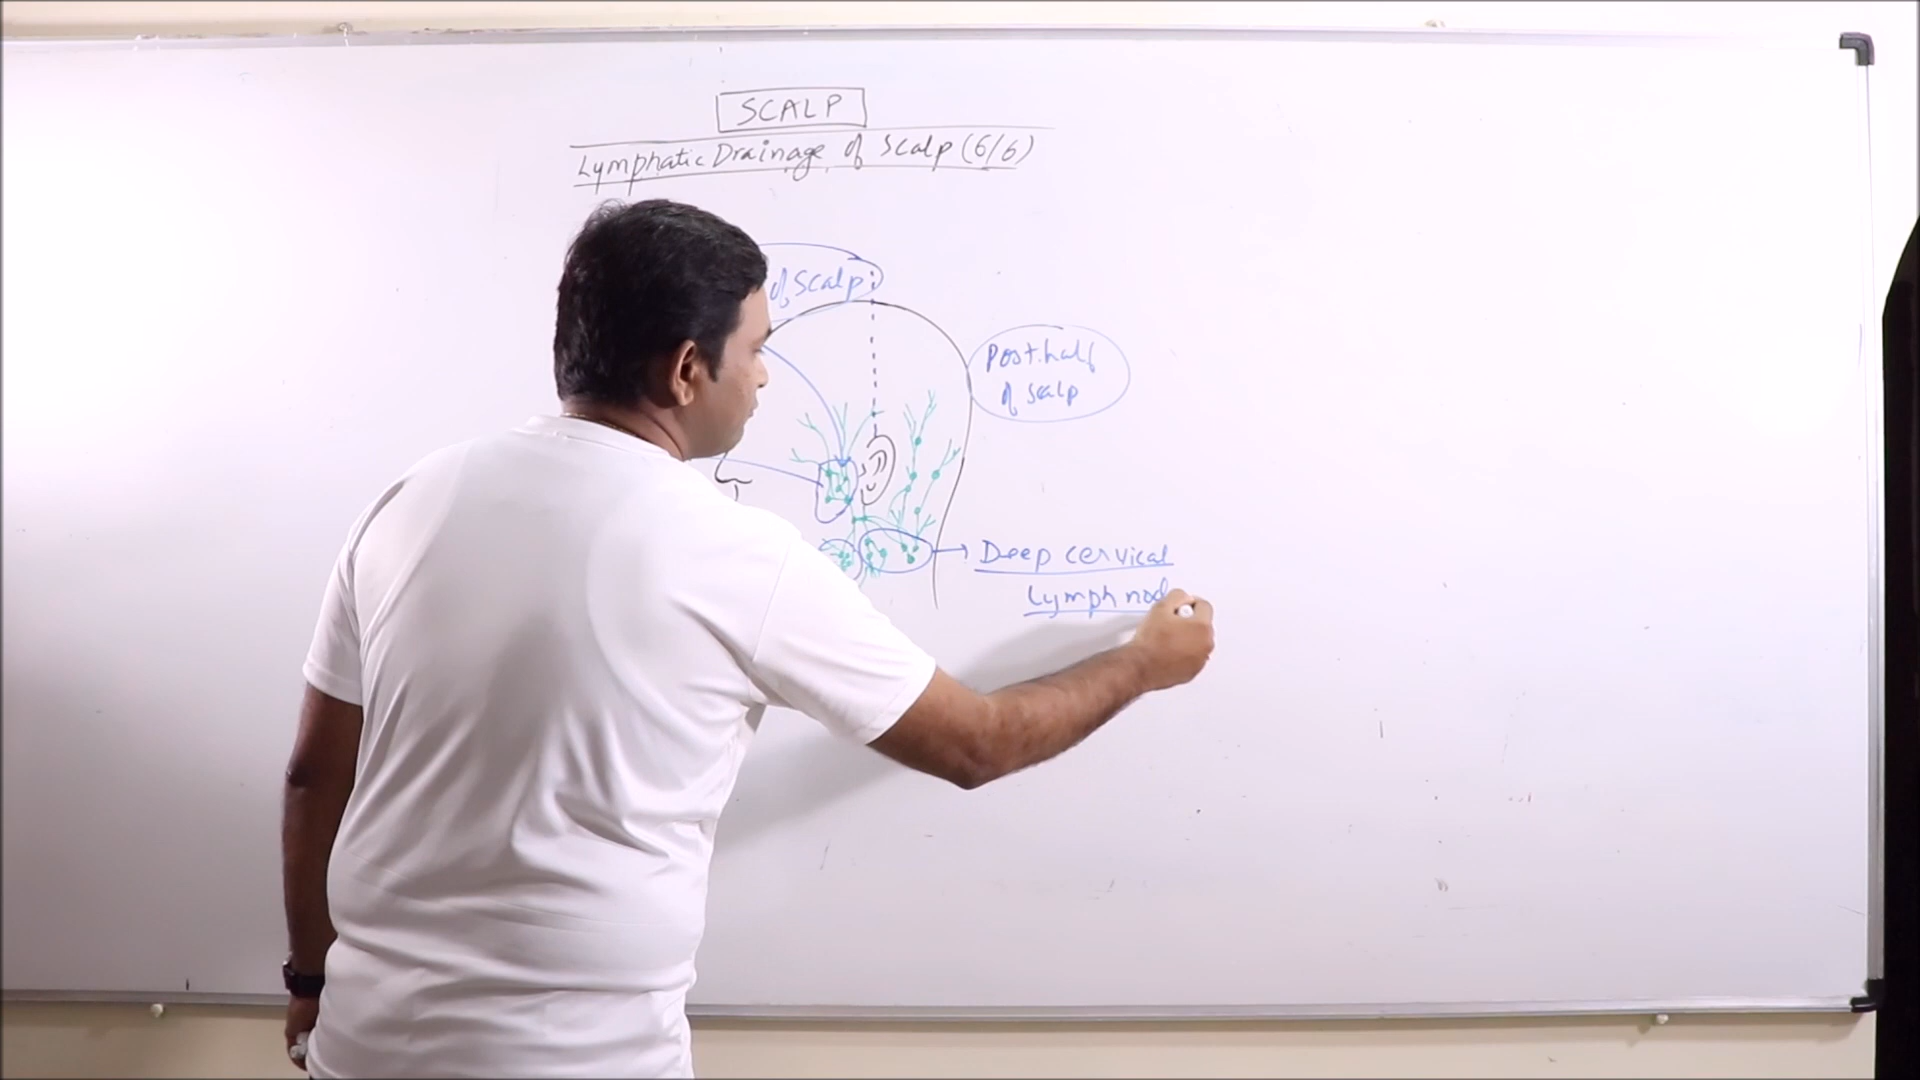 SCALP
Lymphatic Drainage of Scalp (6/6)
of Scalp
Post. half
of Scalp
Deep cervical
Lymph nod